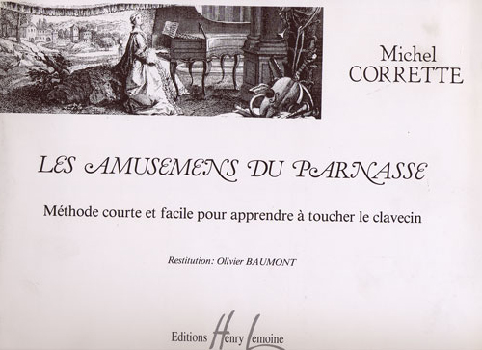 Michel
CORRETTE
LES AMUSEMENS DU PARNASSE
Méthode courte et facile pour apprendre à toucher le clavecin
Restitution: Olivier BAUMONT
Editions Henry Lemoine